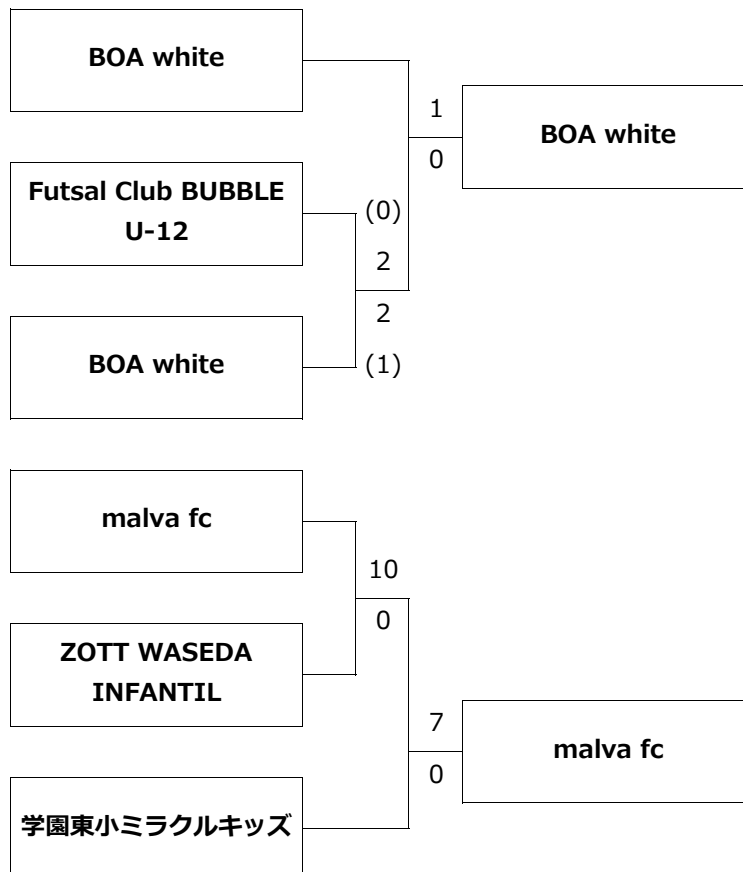 BOA white
1
BOA white
0
Futsal Club BUBBLE
U-12
(0)
2
2
BOA white
(1)
malva fc
10
0
ZOTT WASEDA
INFANTIL
7
malva fc
0
学園東小ミラクルキッズ